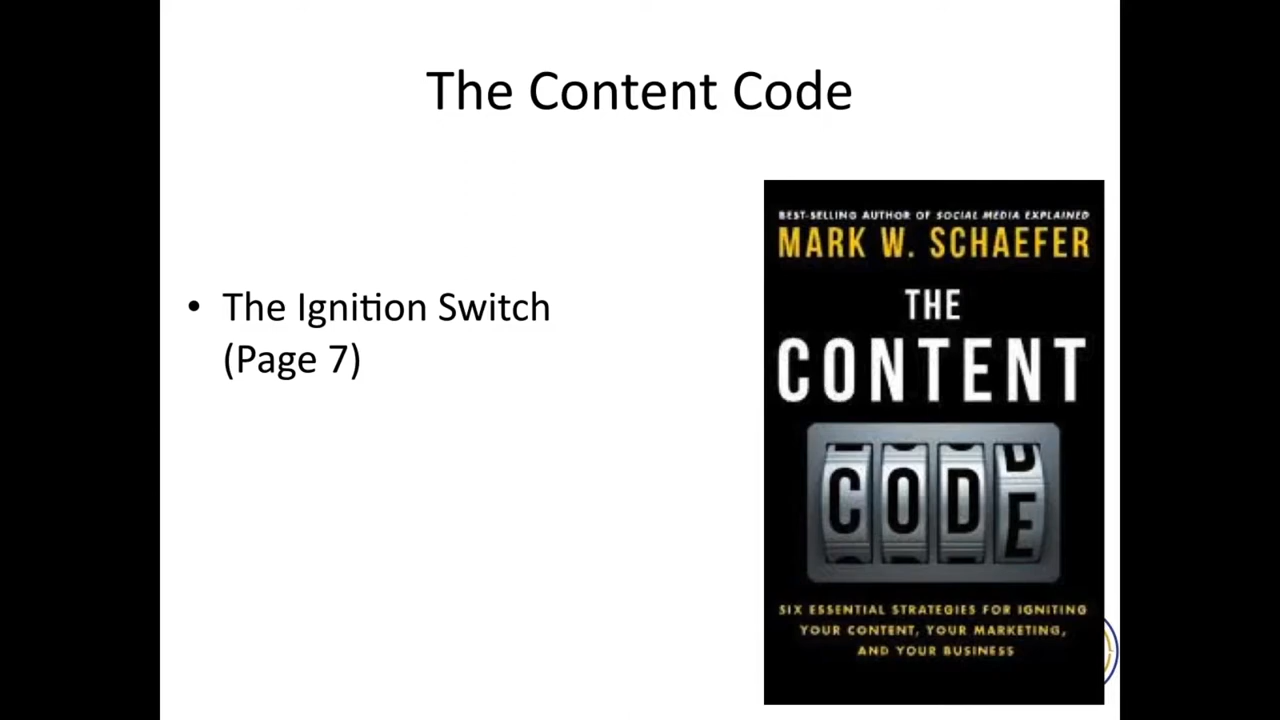 The Content Code
• The Ignition Switch
(Page 7)
BEST-SELLING AUTHOR OF SOCIAL MEDIA EXPLAINED
MARK W. SCHAEFER
THE
CONTENT
CODE
SIX ESSENTIAL STRATEGIES FOR IGNITING
YOUR CONTENT, YOUR MARKETING,
AND YOUR BUSINESS